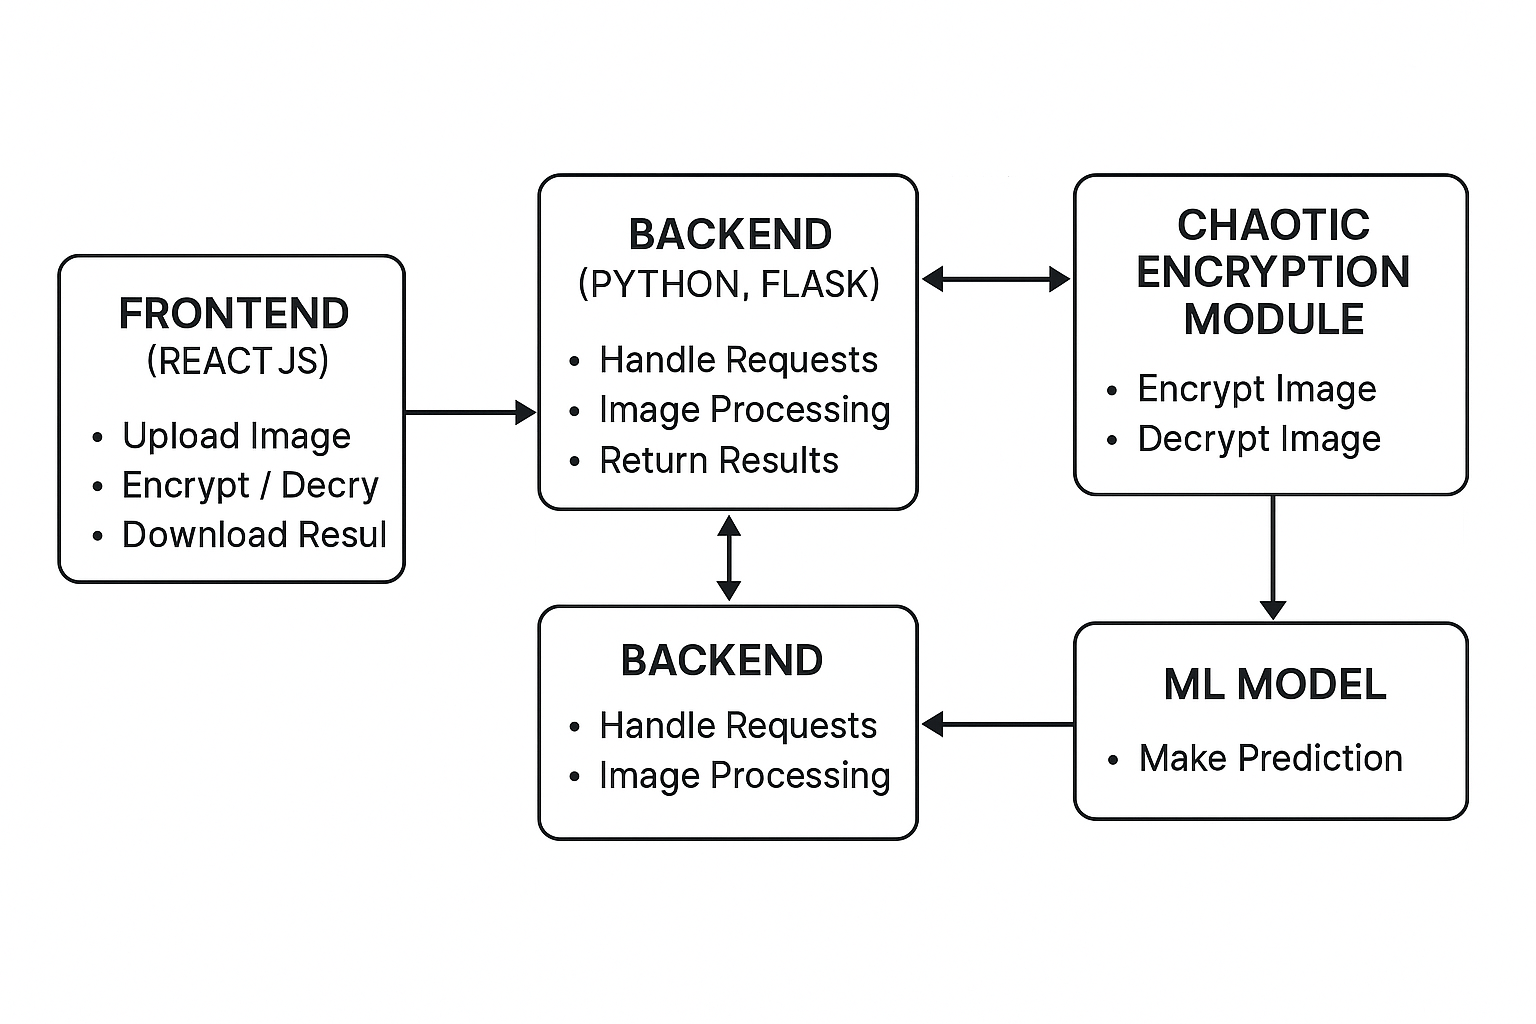 FRONTEND
(REACT JS)
• Upload Image
• Encrypt / Decry
• Download Resul
BACKEND
(PYTHON, FLASK)
• Handle Requests
• Image Processing
• Return Results
CHAOTIC
ENCRYPTION
MODULE
• Encrypt Image
• Decrypt Image
BACKEND
• Handle Requests
• Image Processing
ML MODEL
• Make Prediction